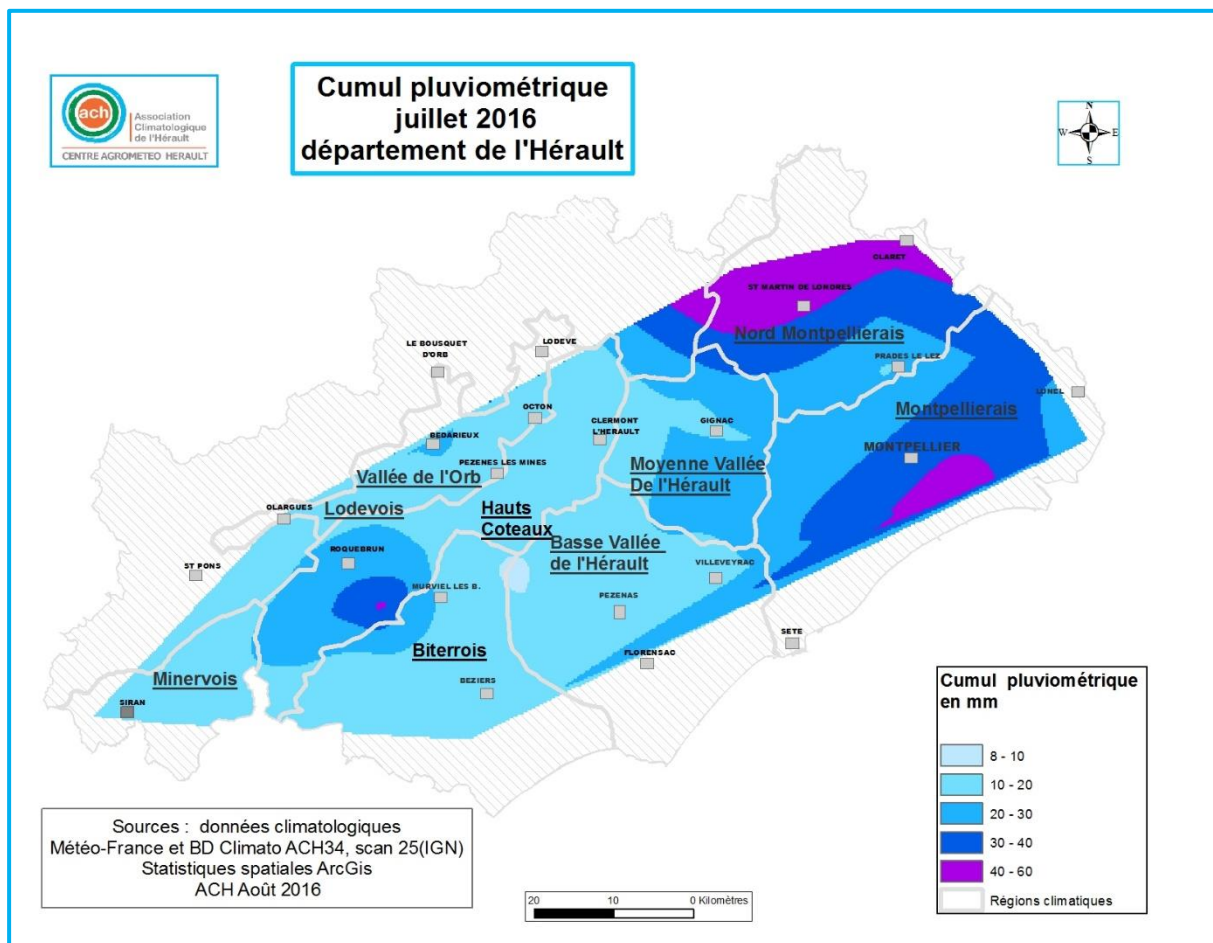 ach
Association
Climatologique
de l'Hérault
CENTRE AGROMETEO HERAULT
Cumul pluviométrique
juillet 2016
département de l'Hérault
N
W E
S
CLARET
ST MARTIN DE LONDRES
Nord Montpellierais
LE BOUSQUET
D'ORB
LODEVE
PRADES LE LEZ
LUNEL
Montpellierais
OCTON
CLERMONT
L'HERAULT
GIGNAC
BEDARIEUX
MONTPELLIER
PEZENES LES MINES
Moyenne Vallée
De l'Hérault
Vallée de l'Orb
Lodevois
Hauts
Coteaux
OLARGUES
Basse Vallée
de l'Hérault
ROQUEBRUN
ST PONS
VILLEVEYRAC
MURVIEL LES B.
PEZENAS
SETE
Biterrois
FLORENSAC
Minervois
BEZIERS
SIRAN
Cumul pluviométrique
en mm
8 - 10
10 - 20
20 - 30
30 - 40
40 - 60
Régions climatiques
Sources : données climatologiques
Météo-France et BD Climato ACH34, scan 25(IGN)
Statistiques spatiales ArcGis
ACH Août 2016
20 10 0 Kilomètres